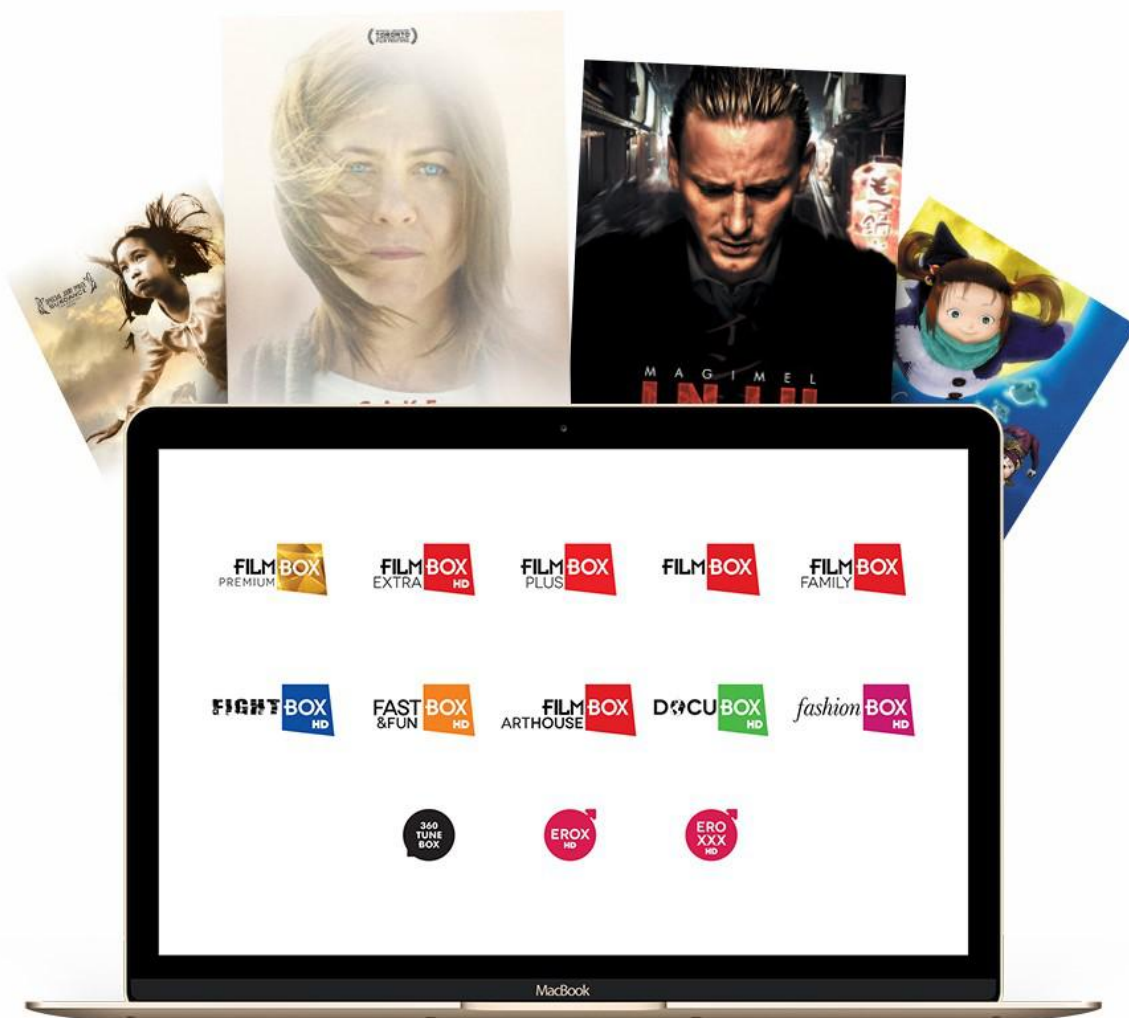 TORONTO
SUNDANCE
MAGIMEL
FILM BOX
PREMIUM
FILM BOX
EXTRA HD
FILM BOX
PLUS
FILM BOX
FILM BOX
FAMILY
FIGHT BOX
HD
FAST BOX
&FUN HD
FILM BOX
ARTHOUSE
DOCU BOX
HD
fashion BOX
HD
360
TUNE
BOX
EROX
HD
ERO
XXX
HD
MacBook